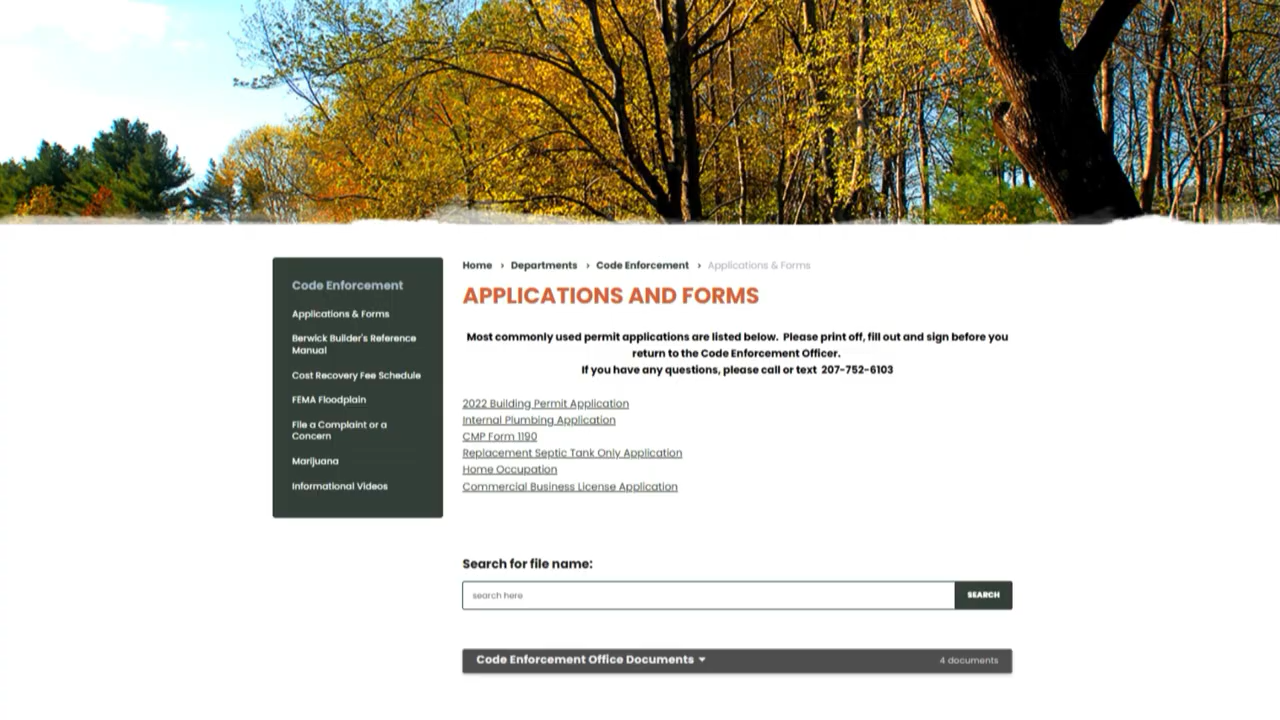 Code Enforcement
Applications & Forms
Berwick Builder's Reference
Manual
Cost Recovery Fee Schedule
FEMA Floodplain
File a Complaint or a
Concern
Marijuana
Informational Videos
Home › Departments › Code Enforcement › Applications & Forms
APPLICATIONS AND FORMS
Most commonly used permit applications are listed below. Please print off, fill out and sign before you
return to the Code Enforcement Officer.
If you have any questions, please call or text 207-752-6103
2022 Building Permit Application
Internal Plumbing Application
CMP Form 1190
Replacement Septic Tank Only Application
Home Occupation
Commercial Business License Application
Search for file name:
search here SEARCH
Code Enforcement Office Documents 4 documents